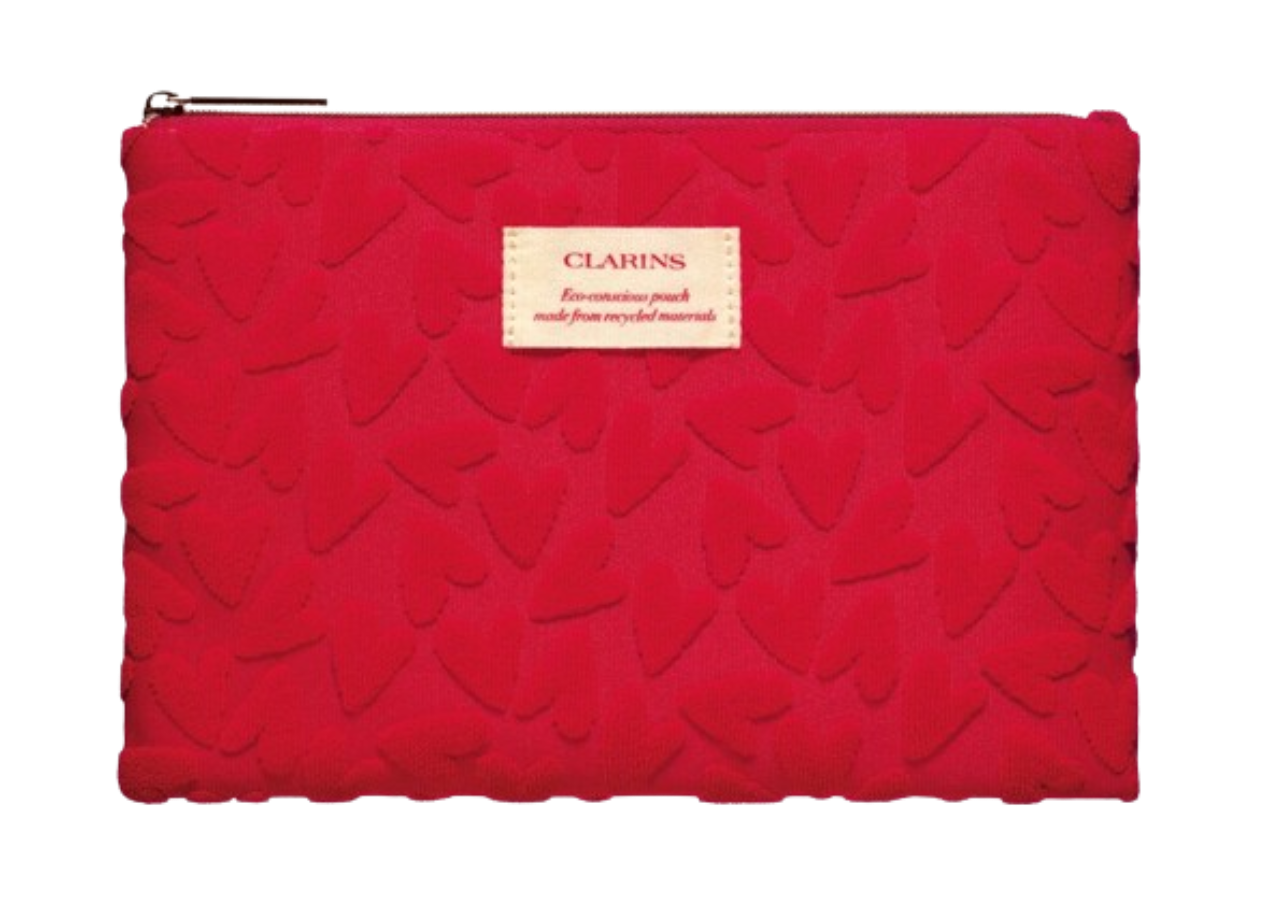 CLARINS
Eco-conscious pouch
made from recycled materials